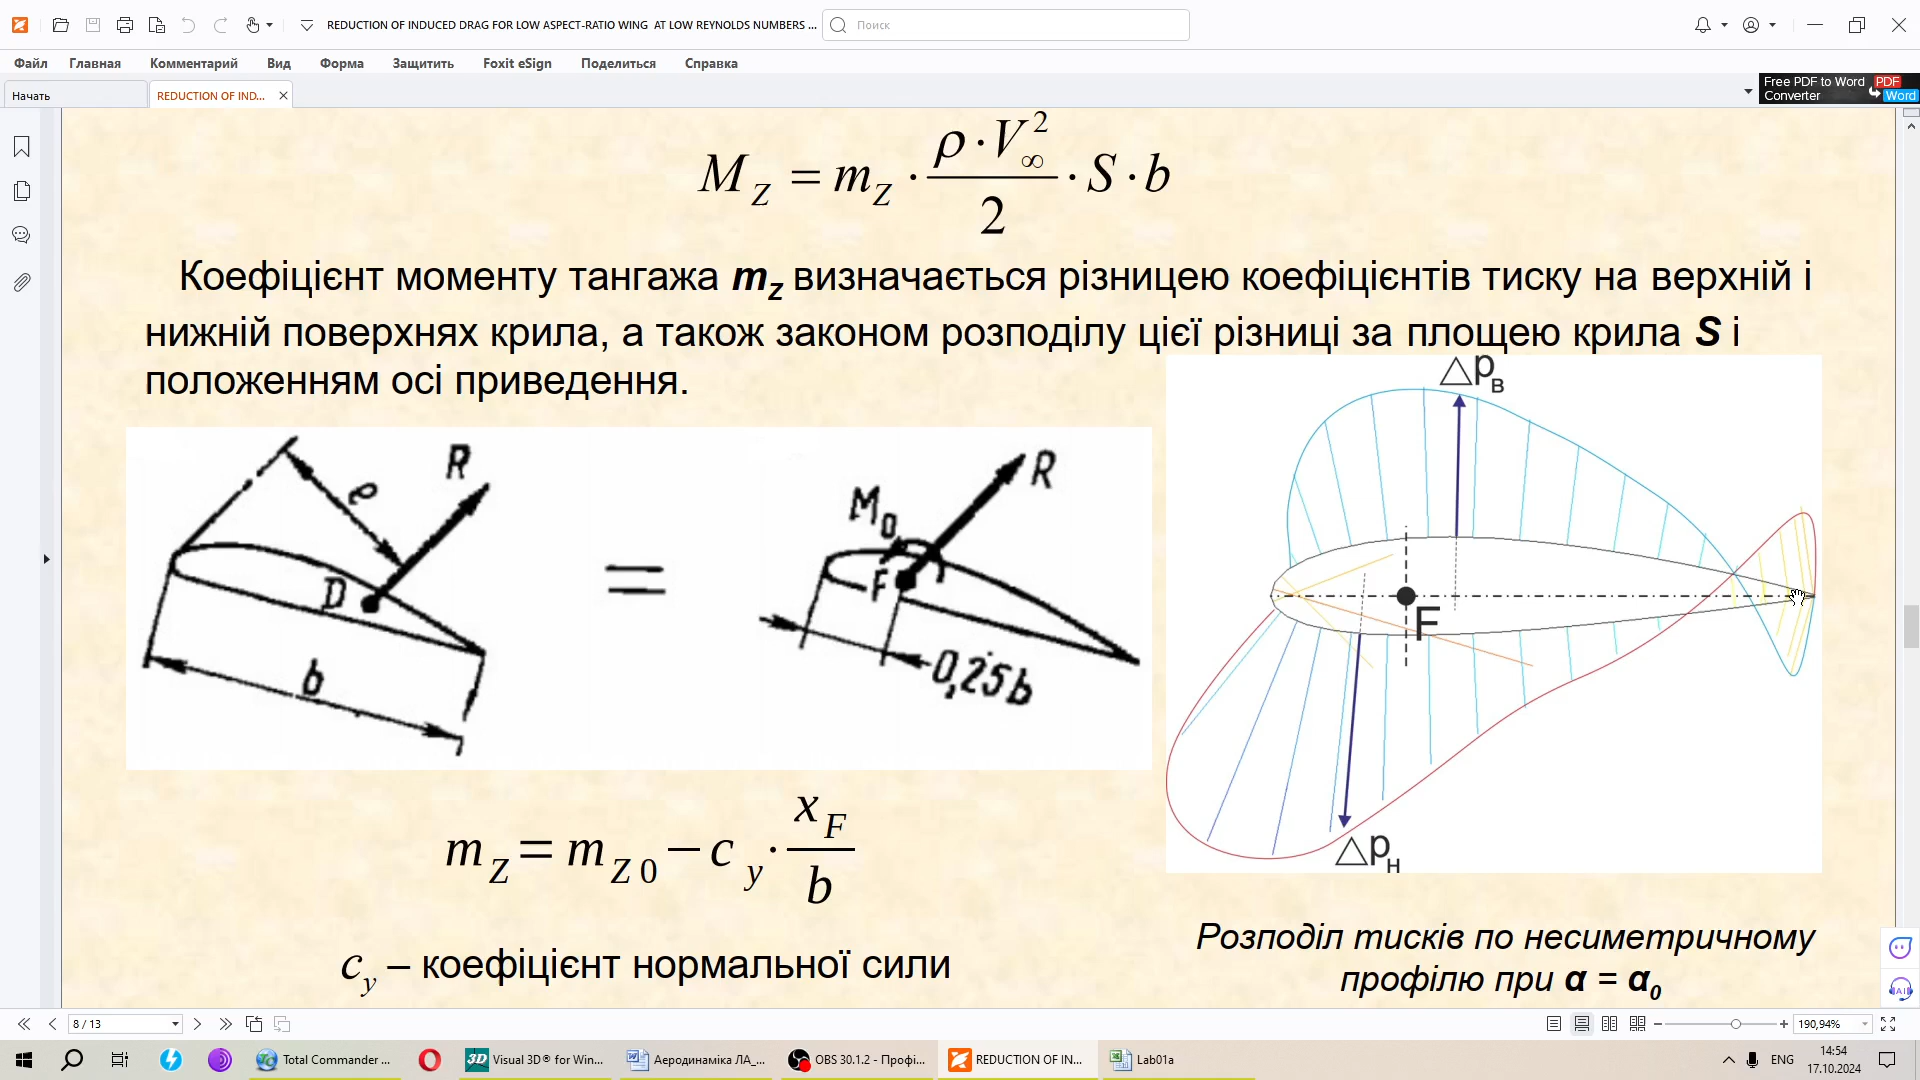 REDUCTION OF INDUCED DRAG FOR LOW ASPECT-RATIO WING AT LOW REYNOLDS NUMBERS ...
Поиск
Файл Главная Комментарий Вид Форма Защитить Foxit eSign Поделиться Справка
Начать
REDUCTION OF IND...
Free PDF to Word PDF
Converter Word
M_Z = m_Z · (ρ · V_∞^2)/2 · S · b
Коефіцієнт моменту тангажа m_z визначається різницею коефіцієнтів тиску на верхній і
нижній поверхнях крила, а також законом розподілу цієї різниці за площею крила S і
положенням осі приведення.
R
ℓ
D
b
=
R
M_0
F
0,25b
△p_в
F
△p_н
m_Z = m_Z0 − c_y · x_F / b
c_y – коефіцієнт нормальної сили
Розподіл тисків по несиметричному
профілю при α = α_0
AI
8 / 13
190,94%
Total Commander ...
Visual 3D® for Win...
Аеродинаміка ЛА_...
OBS 30.1.2 - Профі...
REDUCTION OF IN...
Lab01a
ENG
14:54
17.10.2024